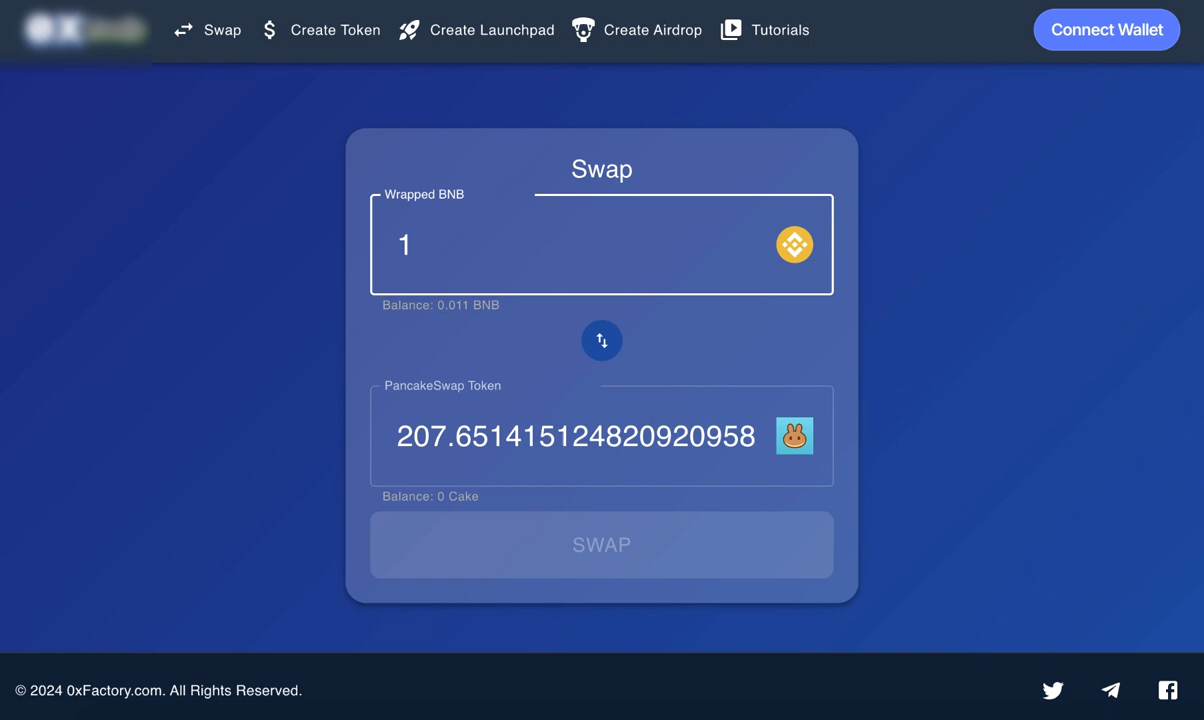 Swap
Create Token
Create Launchpad
Create Airdrop
Tutorials
Connect Wallet
Swap
Wrapped BNB
1
Balance: 0.011 BNB
PancakeSwap Token
207.651415124820920958
Balance: 0 Cake
SWAP
© 2024 0xFactory.com. All Rights Reserved.